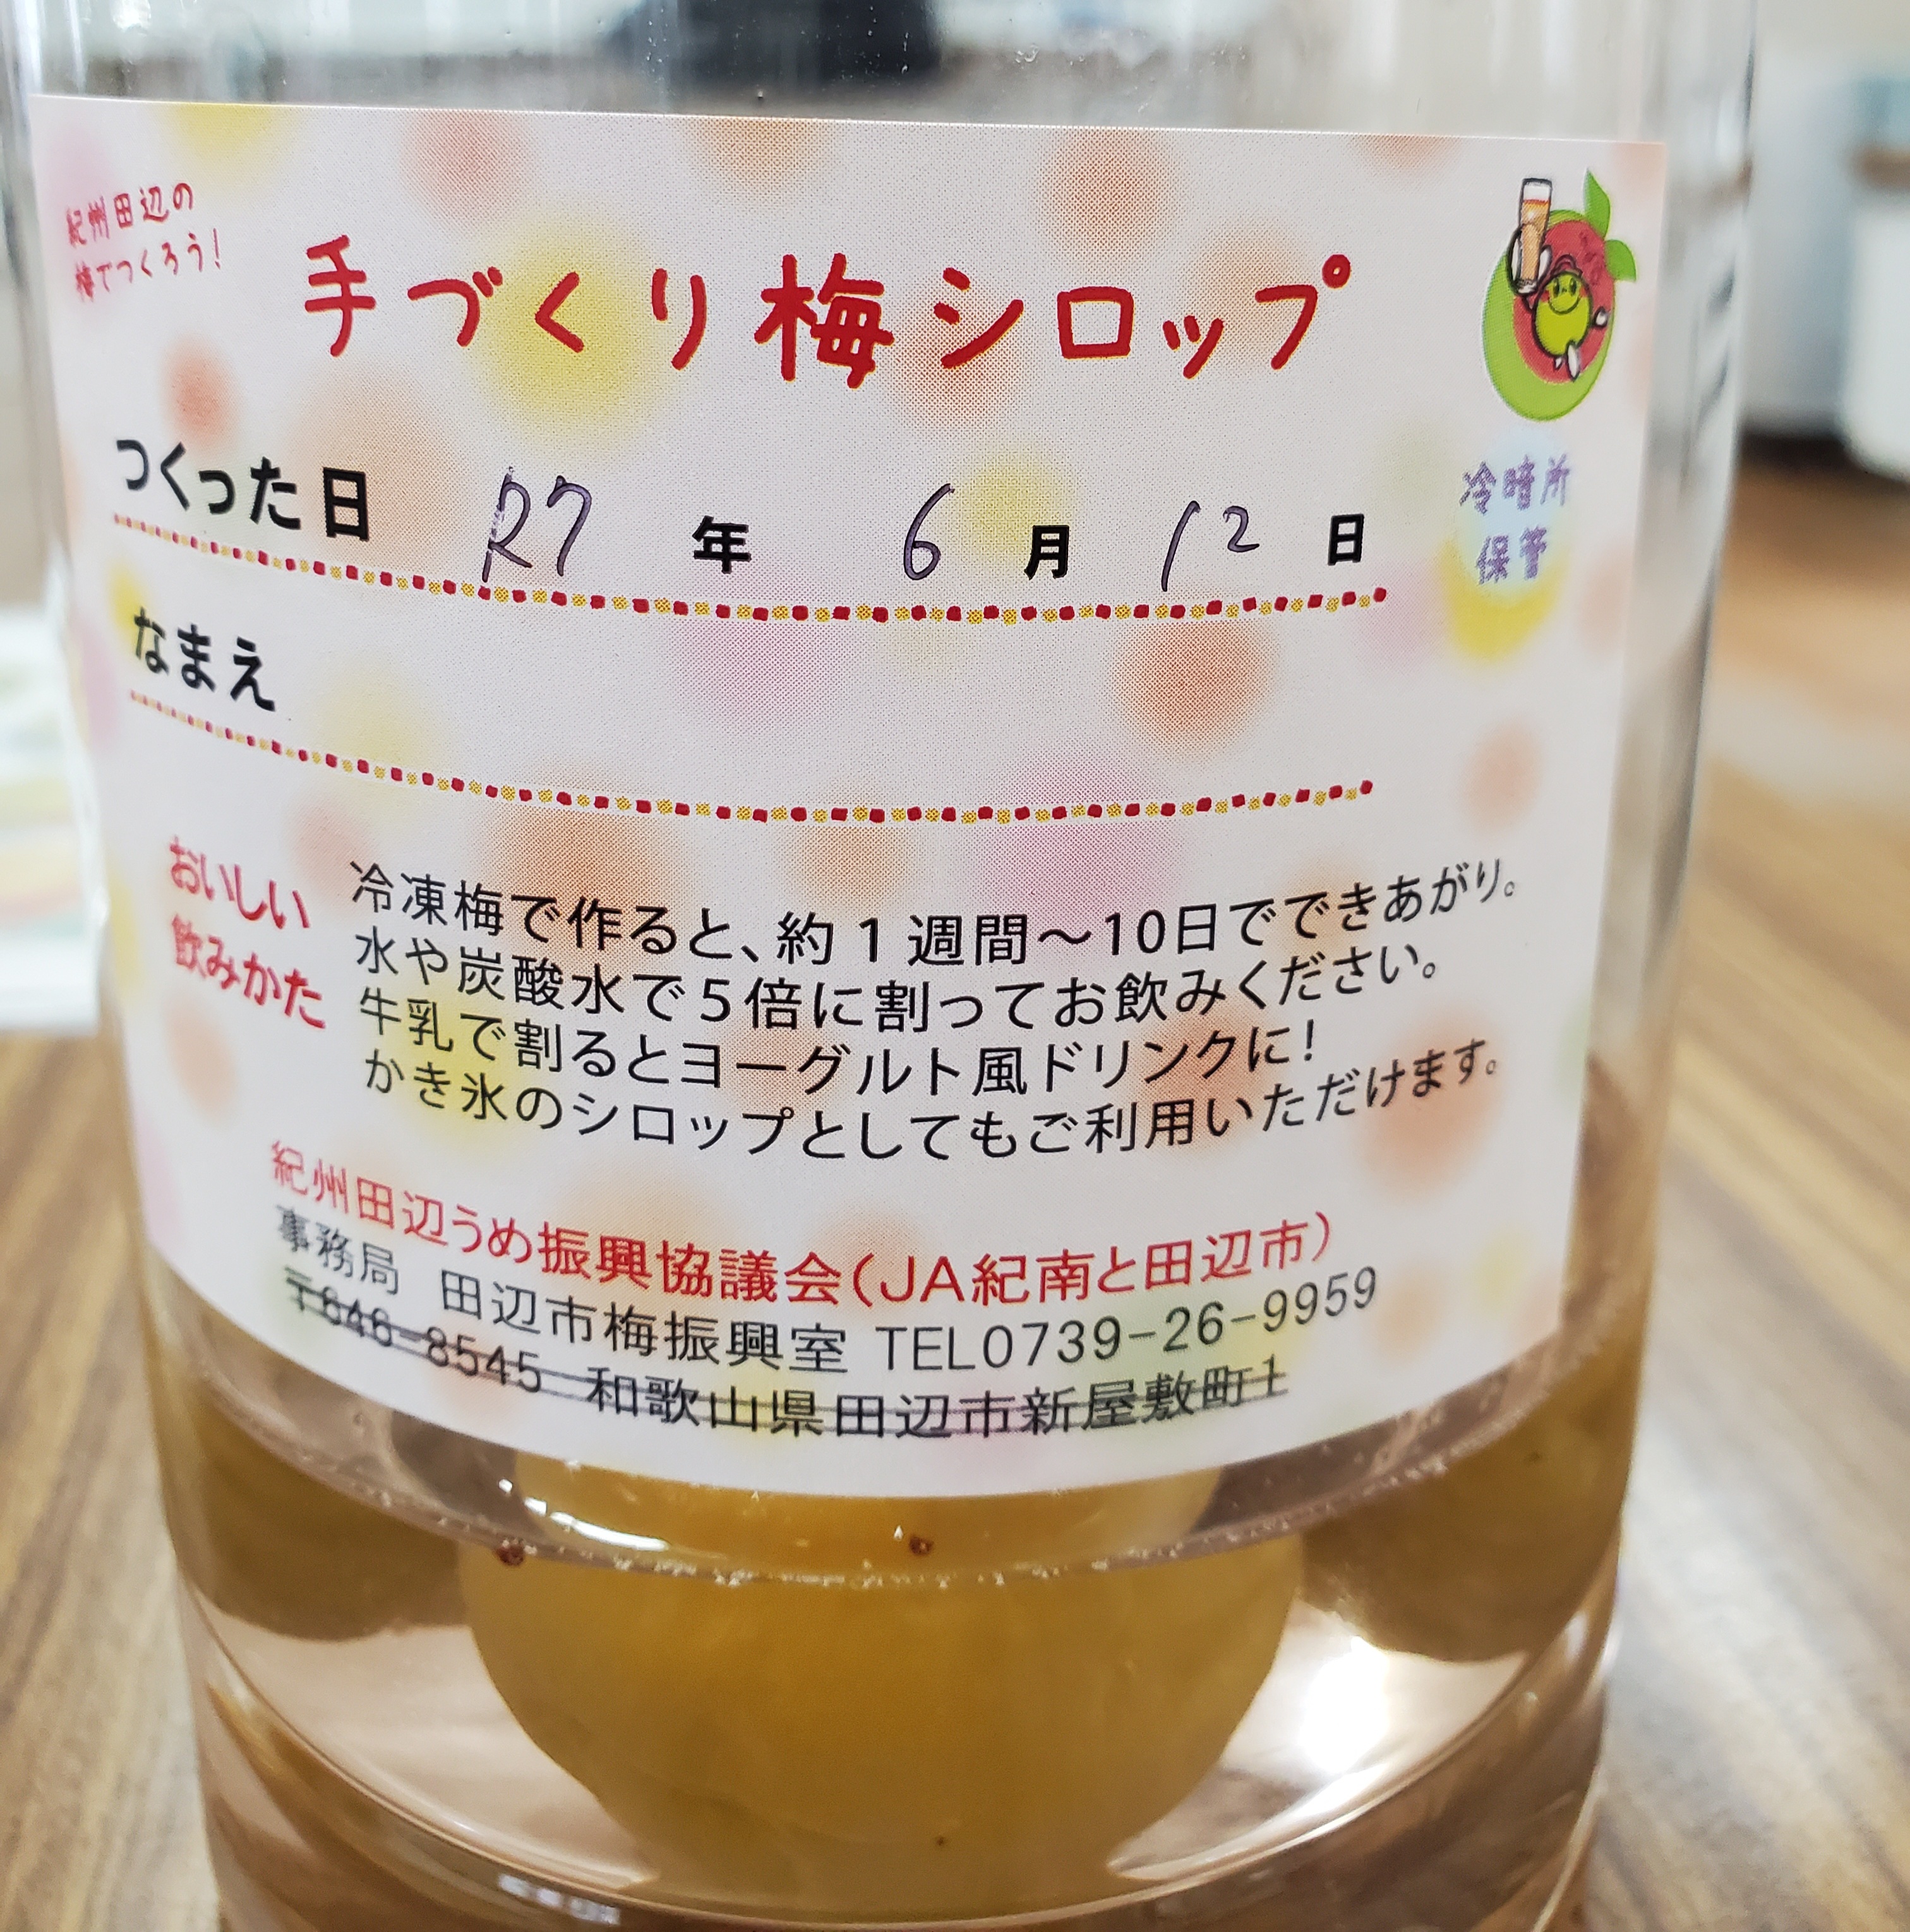 紀州田辺の
梅でつくろう!
手づくり梅シロップ
つくった日 R7 年 6 月 12 日
冷暗所
保管
なまえ
おいしい
飲みかた
冷凍梅で作ると、約1週間～10日でできあがり。
水や炭酸水で5倍に割ってお飲みください。
牛乳で割るとヨーグルト風ドリンクに!
かき氷のシロップとしてもご利用いただけます。
紀州田辺うめ振興協議会(JA紀南と田辺市)
事務局 田辺市梅振興室 TEL0739-26-9959
〒646-8545 和歌山県田辺市新屋敷町1